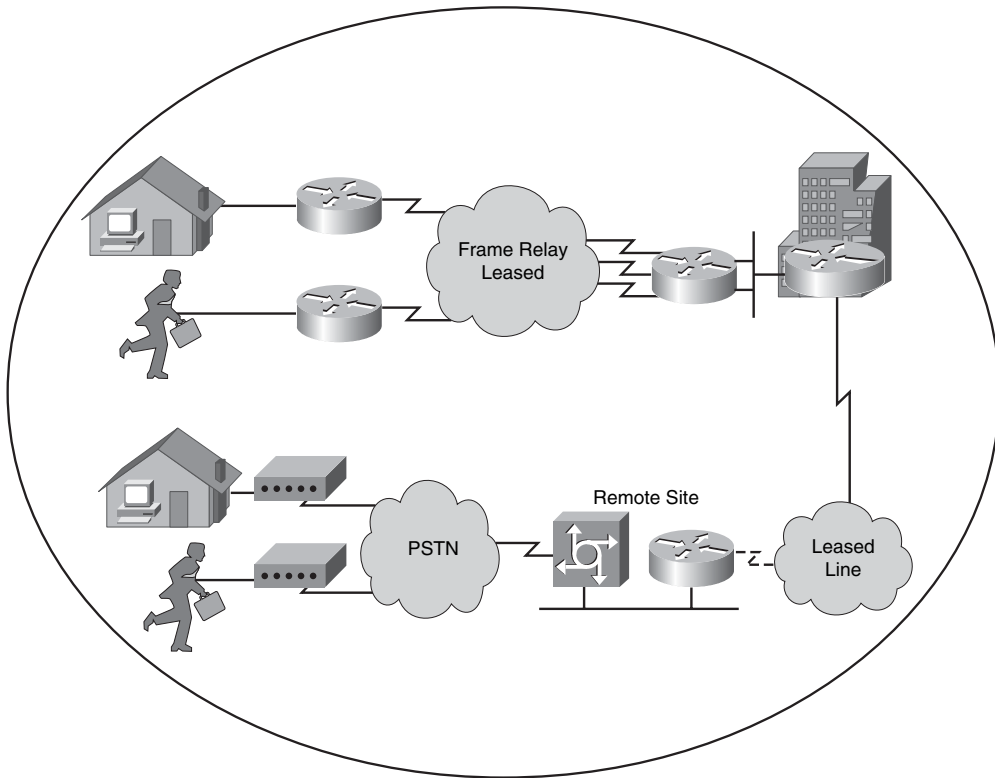 Frame Relay
Leased
Remote Site
PSTN
Leased
Line